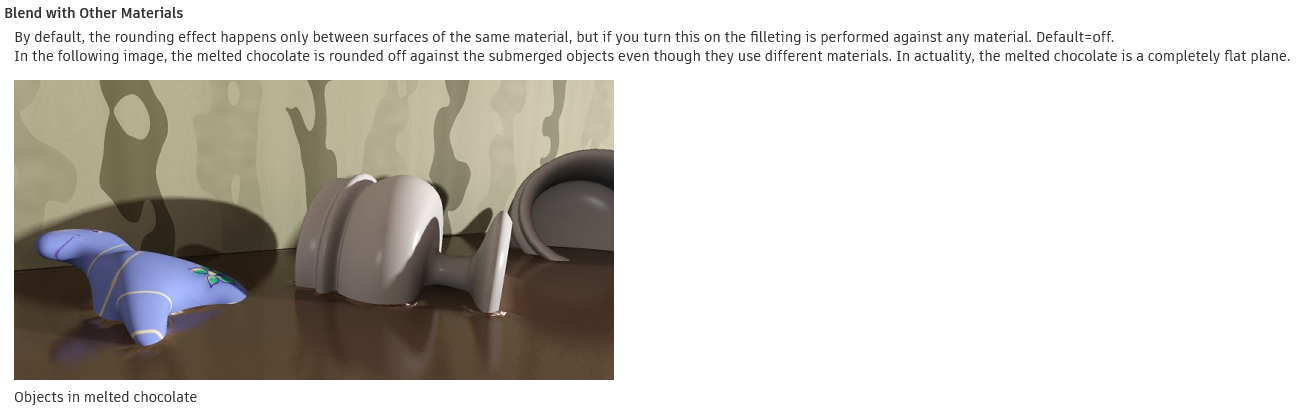 Blend with Other Materials
By default, the rounding effect happens only between surfaces of the same material, but if you turn this on the filleting is performed against any material. Default=off.
In the following image, the melted chocolate is rounded off against the submerged objects even though they use different materials. In actuality, the melted chocolate is a completely flat plane.
Objects in melted chocolate